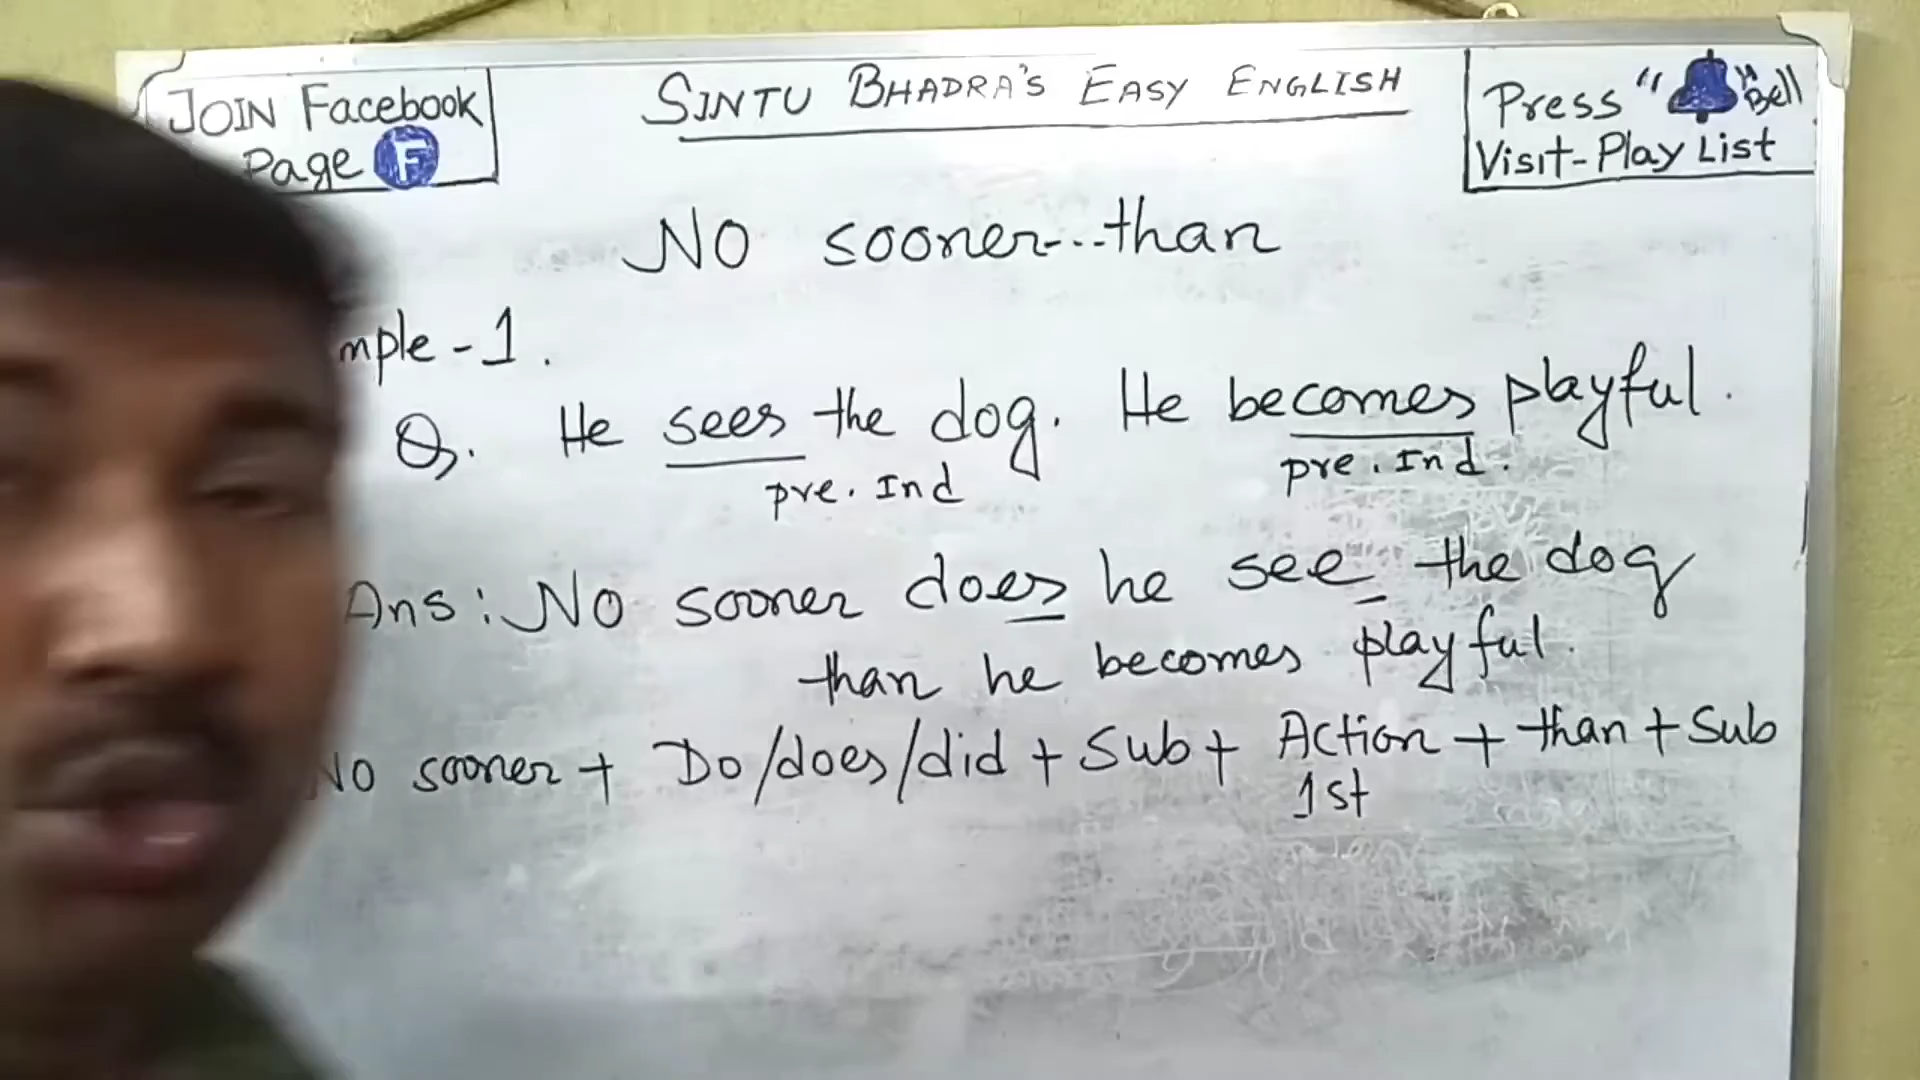 JOIN Facebook
Page F
SINTU BHADRA'S EASY ENGLISH
Press " " Bell
Visit-Play List
NO sooner...than
mple-1.
Q. He sees the dog. He becomes playful.
pre. Ind pre. Ind.
Ans: No sooner does he see the dog
than he becomes playful.
No sooner + Do/does/did + Sub + Action + than + Sub
1st